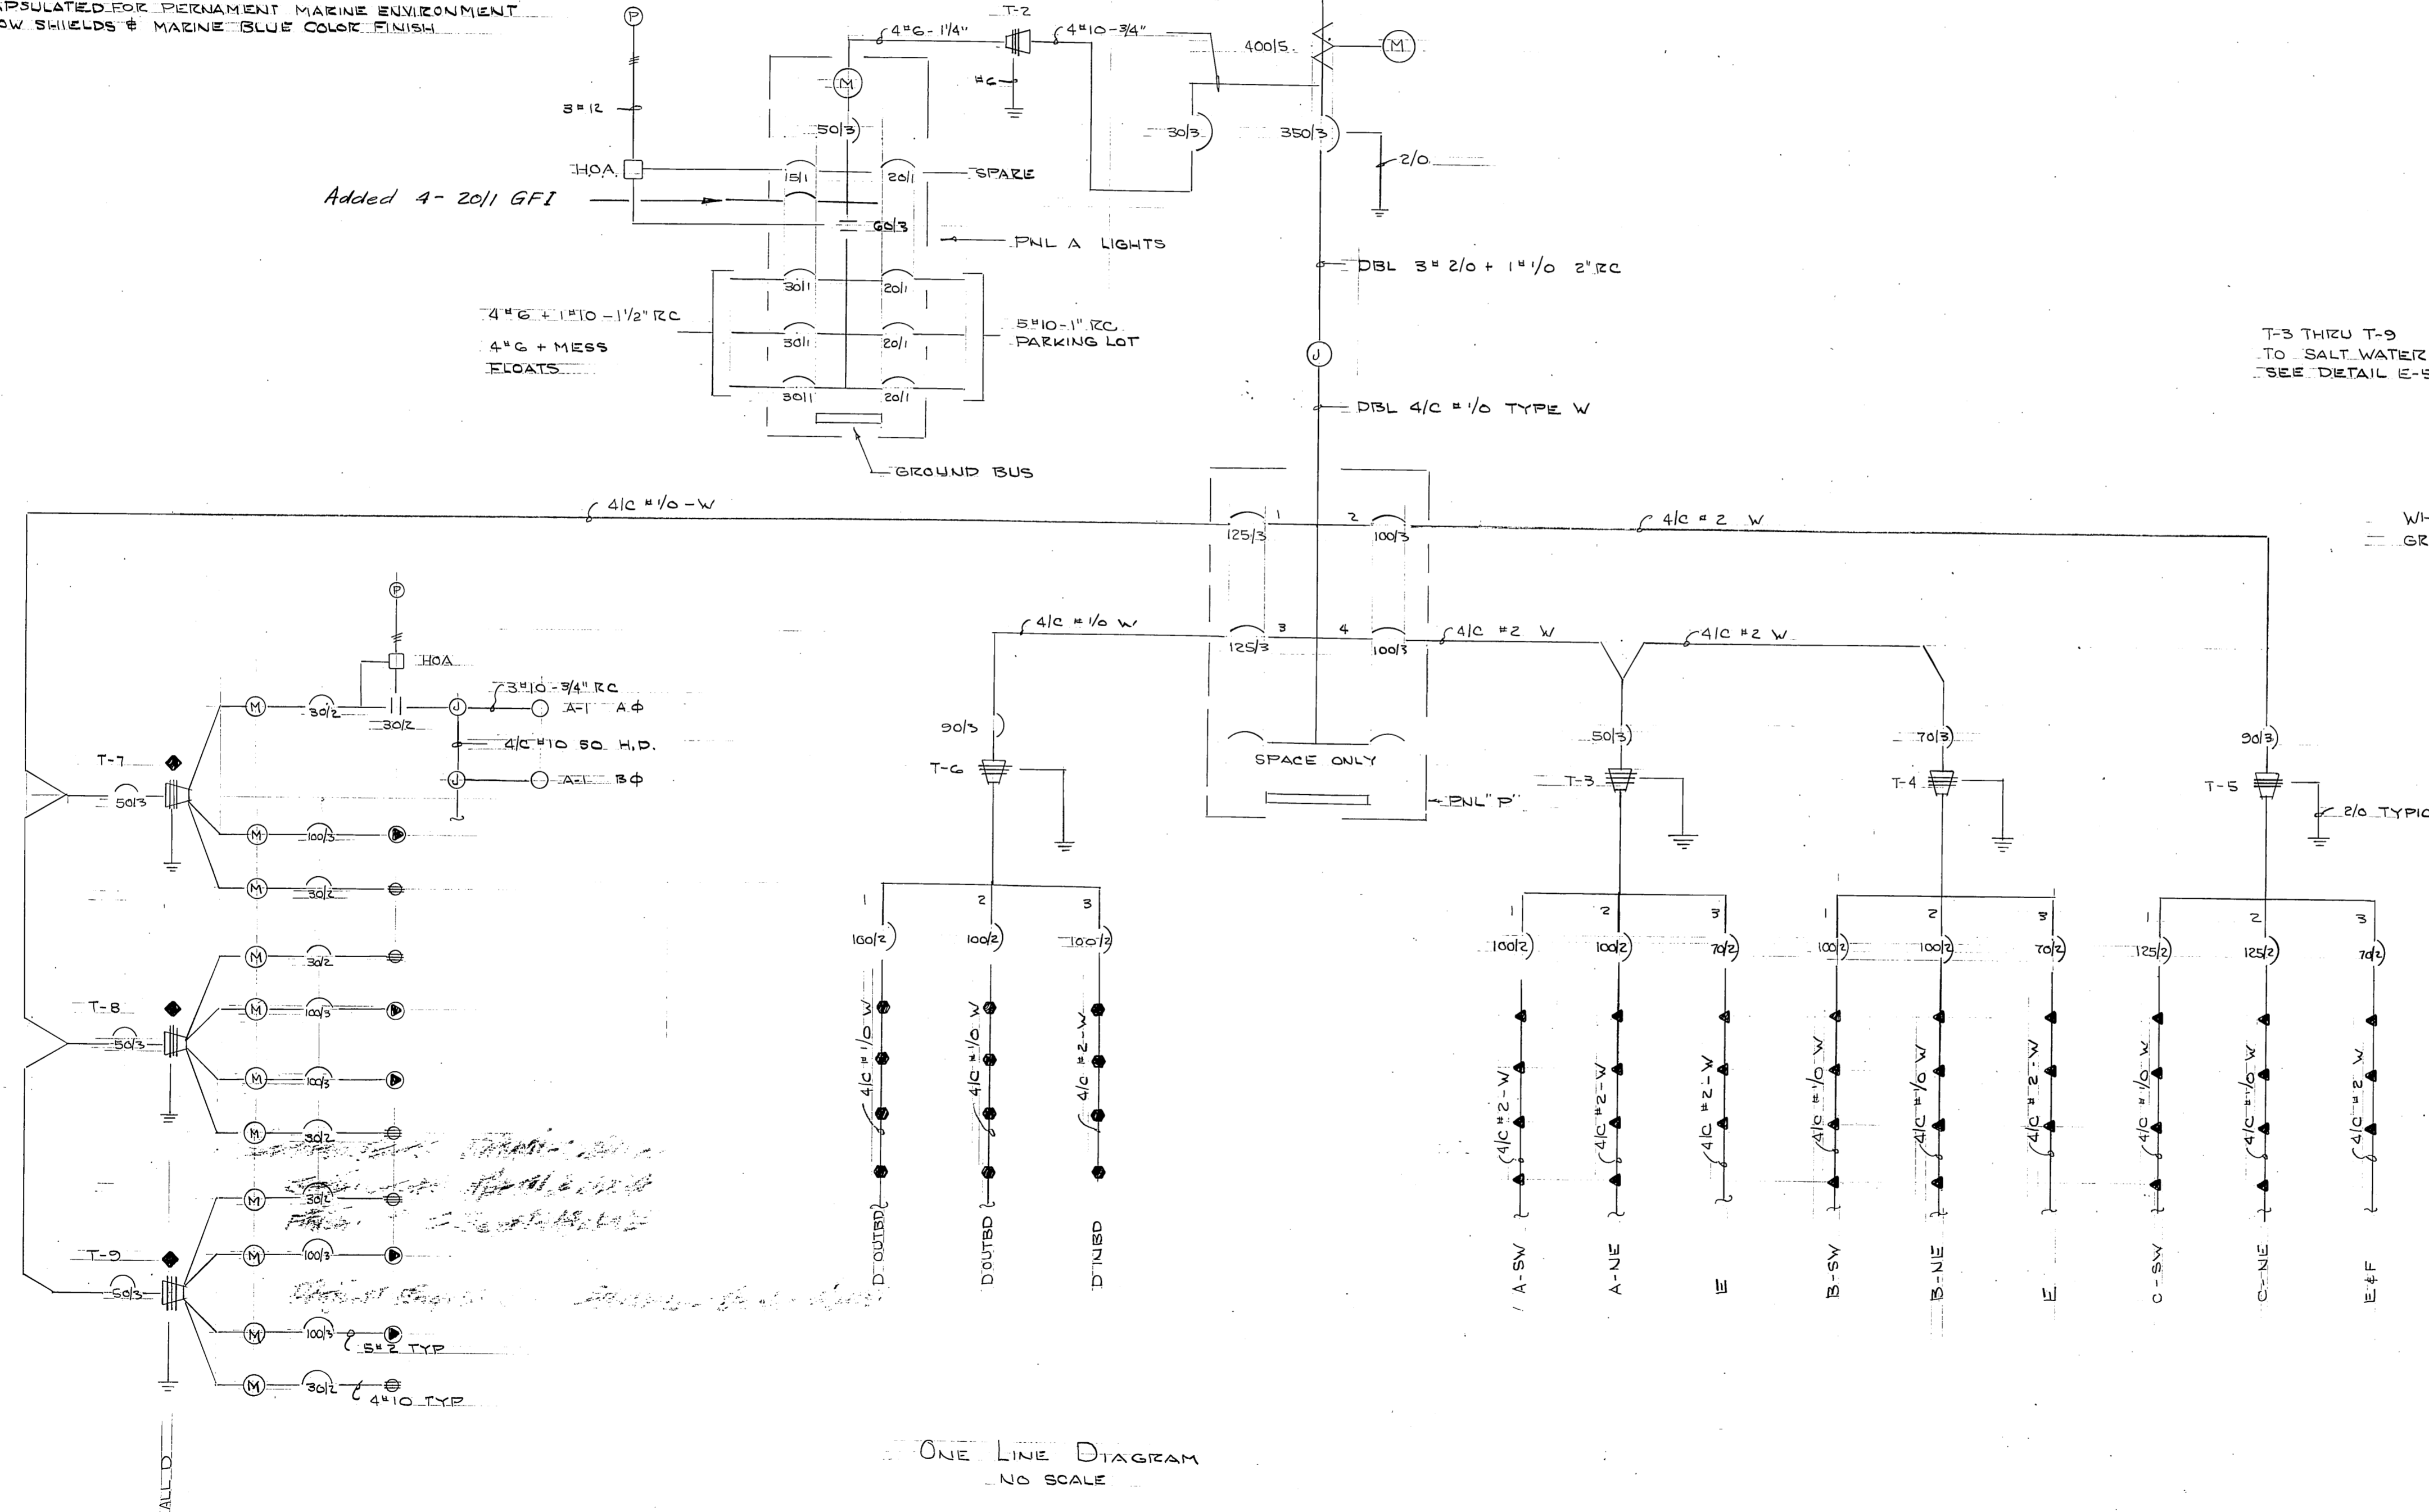 APSULATED FOR PERNAMENT MARINE ENVIRONMENT
OW SHIELDS & MARINE BLUE COLOR FINISH
P
3#12
H.O.A.
Added 4- 20/1 GFI
4#6-1/4"
T-2
4#10-3/4"
#6
M
50/3
15/1
20/1
SPARE
60/3
PNL A LIGHTS
30/1
20/1
30/1
20/1
30/1
20/1
4#6 + 1#10-1 1/2" RC
4#6 + MESS
FLOATS
5#10-1" RC
PARKING LOT
GROUND BUS
400/5
M
30/3
350/3
2/0
DBL 3# 2/0 + 1# 1/0 2" RC
J
DBL 4/C # 1/0 TYPE W
T-3 THRU T-9
TO SALT WATER
SEE DETAIL E-5
GR
4/C # 1/0 - W
125/3
1
2
100/3
4/C # 2 W
4/C # 1/0 W
125/3
3
4
100/3
4/C #2 W
4/C #2 W
SPACE ONLY
PNL "P"
P
HOA
M
30/2
30/2
J
3#10-3/4" RC
A-1 AΦ
4/C #10 SO H.D.
J
A-1 BΦ
T-7
50/3
M
100/3
M
30/2
T-8
50/3
M
30/2
M
100/3
M
100/3
M
30/2
T-9
50/3
M
30/2
M
100/3
M
100/3
5#2 TYP
M
30/2
4#10 TYP
90/3
T-6
1
2
3
100/2
100/2
100/2
4/C # 1/0 W
4/C # 1/0 W
4/C # 2-W
D OUTBD
D OUTBD
D INBD
50/3
T-3
1
2
3
100/2
100/2
70/2
4/C #2-W
4/C #2-W
4/C #2-W
A-SW
A-NE
E
70/3
T-4
1
2
3
100/2
100/2
70/2
4/C # 1/0 W
4/C # 1/0 W
4/C # 2-W
B-SW
B-NE
E
90/3
T-5
2/0 TYPIC
1
2
3
125/2
125/2
70/2
4/C # 1/0 W
4/C # 1/0 W
4/C # 2 W
C-SW
C-NE
E&F
ALL D
ONE LINE DIAGRAM
NO SCALE